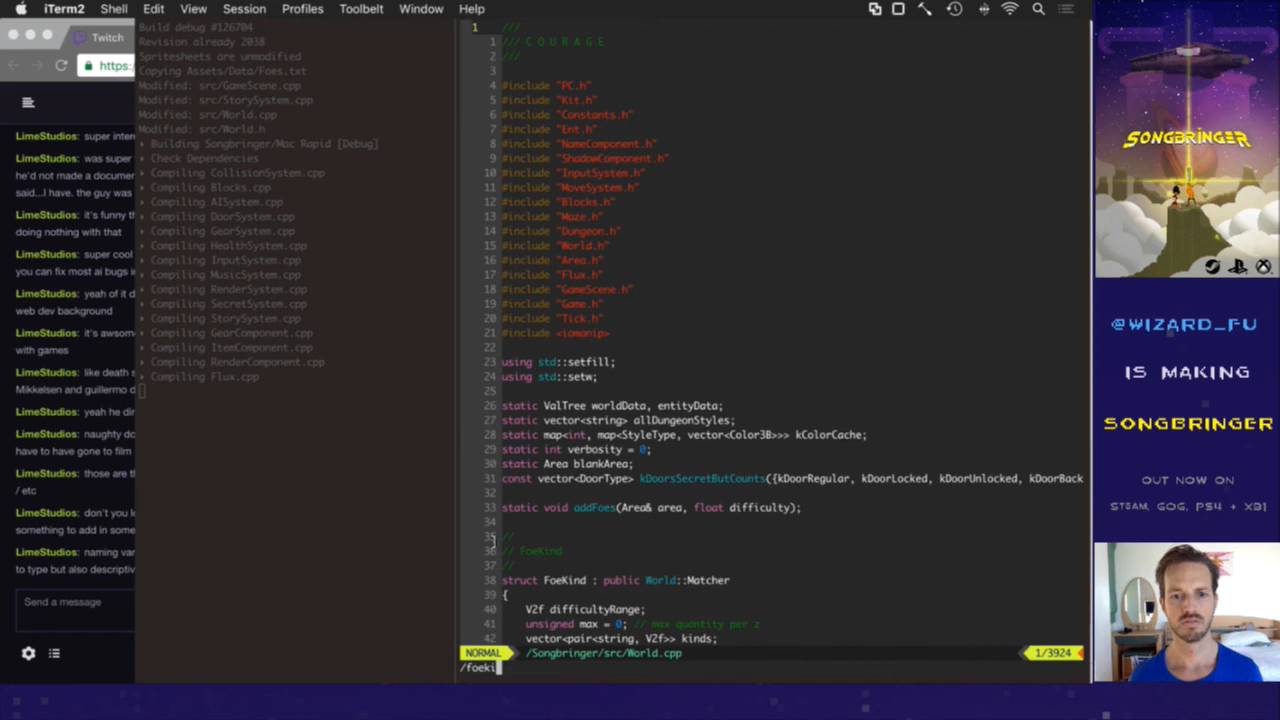 iTerm2 Shell Edit View Session Profiles Toolbelt Window Help
Twitch
https:
LimeStudios: super inter
LimeStudios: was super
he'd not made a documer
said...I have. the guy was
LimeStudios: it's funny th
doing nothing with that
LimeStudios: super cool
you can fix most ai bugs i
LimeStudios: yeah of it d
web dev background
LimeStudios: it's awsom
with games
LimeStudios: like death s
Mikkelsen and guillermo d
LimeStudios: yeah he dir
LimeStudios: naughty do
have to have gone to film
LimeStudios: those are th
/ etc
LimeStudios: don't you k
something to add in some
LimeStudios: naming var
to type but also descriptiv
Send a message
Build debug #126704
Revision already 2038
Spritesheets are unmodified
Copying Assets/Data/Foes.txt
Modified: src/GameScene.cpp
Modified: src/StorySystem.cpp
Modified: src/World.cpp
Modified: src/World.h
Building Songbringer/Mac Rapid [Debug]
Check Dependencies
Compiling CollisionSystem.cpp
Compiling Blocks.cpp
Compiling AISystem.cpp
Compiling DoorSystem.cpp
Compiling GearSystem.cpp
Compiling HealthSystem.cpp
Compiling InputSystem.cpp
Compiling MusicSystem.cpp
Compiling RenderSystem.cpp
Compiling SecretSystem.cpp
Compiling StorySystem.cpp
Compiling GearComponent.cpp
Compiling ItemComponent.cpp
Compiling RenderComponent.cpp
Compiling Flux.cpp
1 ///
1 /// C O U R A G E
2 ///
3
4 #include "PC.h"
5 #include "Kit.h"
6 #include "Constants.h"
7 #include "Ent.h"
8 #include "NameComponent.h"
9 #include "ShadowComponent.h"
10 #include "InputSystem.h"
11 #include "MoveSystem.h"
12 #include "Blocks.h"
13 #include "Maze.h"
14 #include "Dungeon.h"
15 #include "World.h"
16 #include "Area.h"
17 #include "Flux.h"
18 #include "GameScene.h"
19 #include "Game.h"
20 #include "Tick.h"
21 #include <iomanip>
22
23 using std::setfill;
24 using std::setw;
25
26 static ValTree worldData, entityData;
27 static vector<string> allDungeonStyles;
28 static map<int, map<StyleType, vector<Color3B>>> kColorCache;
29 static int verbosity = 0;
30 static Area blankArea;
31 const vector<DoorType> kDoorsSecretButCounts({kDoorRegular, kDoorLocked, kDoorUnlocked, kDoorBack
32
33 static void addFoes(Area& area, float difficulty);
34
35 //
36 // FoeKind
37 //
38 struct FoeKind : public World::Matcher
39 {
40 V2f difficultyRange;
41 unsigned max = 0; // max quantity per z
42 vector<pair<string, V2f>> kinds;
NORMAL /Songbringer/src/World.cpp 1/3924
/foeki
SONGBRINGER
@WIZARD_FU
IS MAKING
SONGBRINGER
OUT NOW ON
STEAM, GOG, PS4 + XB1